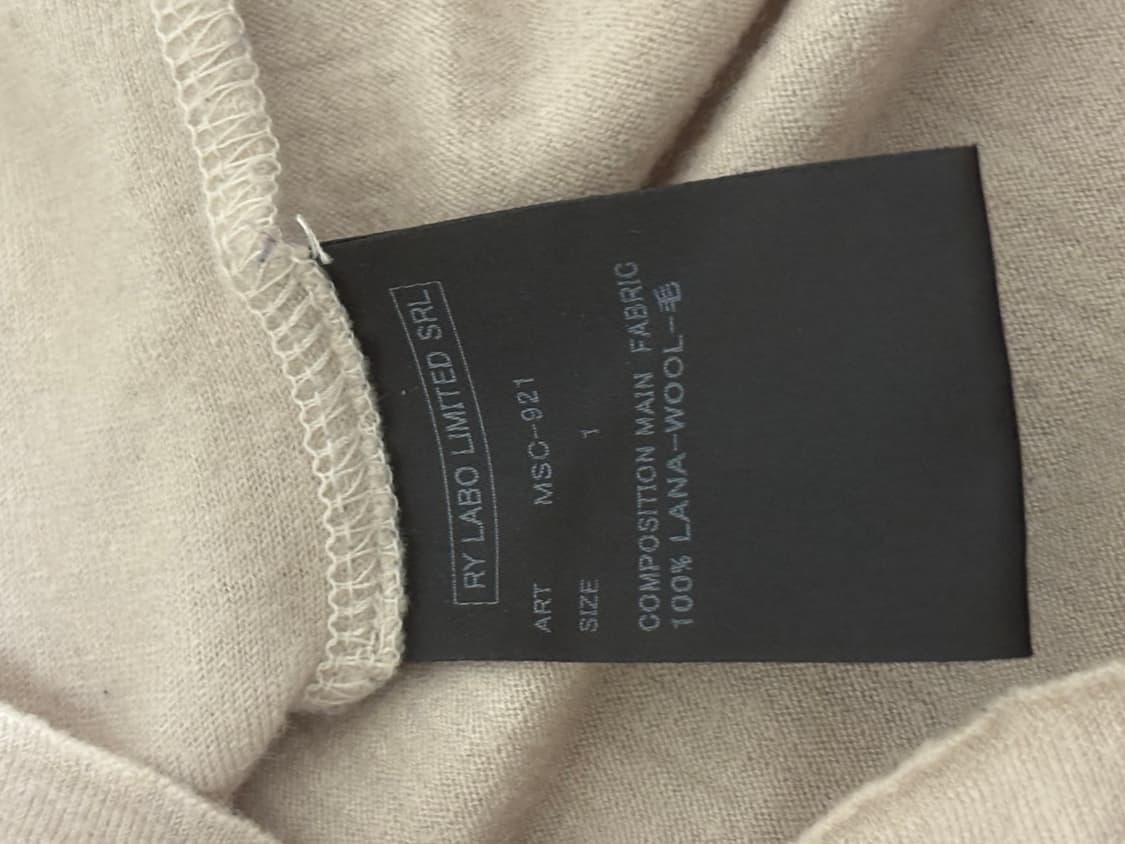 RY LABO LIMITED SRL
ART MSC-921
SIZE 1
COMPOSITION MAIN FABRIC
100% LANA-WOOL-毛